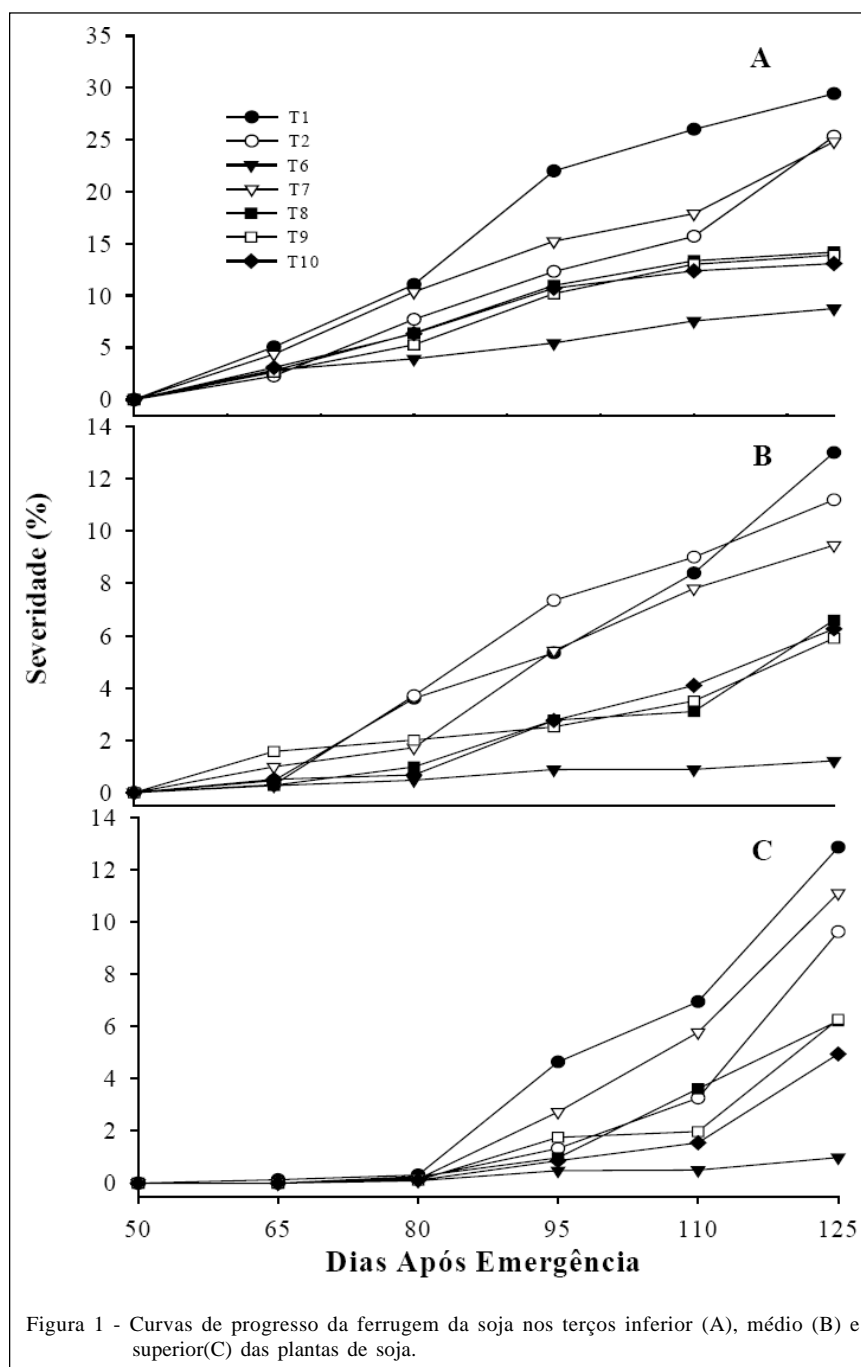 35
30
25
20
15
10
5
0
A
T1
T2
T6
T7
T8
T9
T10
14
12
10
8
6
4
2
0
B
Severidade (%)
14
12
10
8
6
4
2
0
C
50 65 80 95 110 125
Dias Após Emergência
Figura 1 - Curvas de progresso da ferrugem da soja nos terços inferior (A), médio (B) e
superior(C) das plantas de soja.